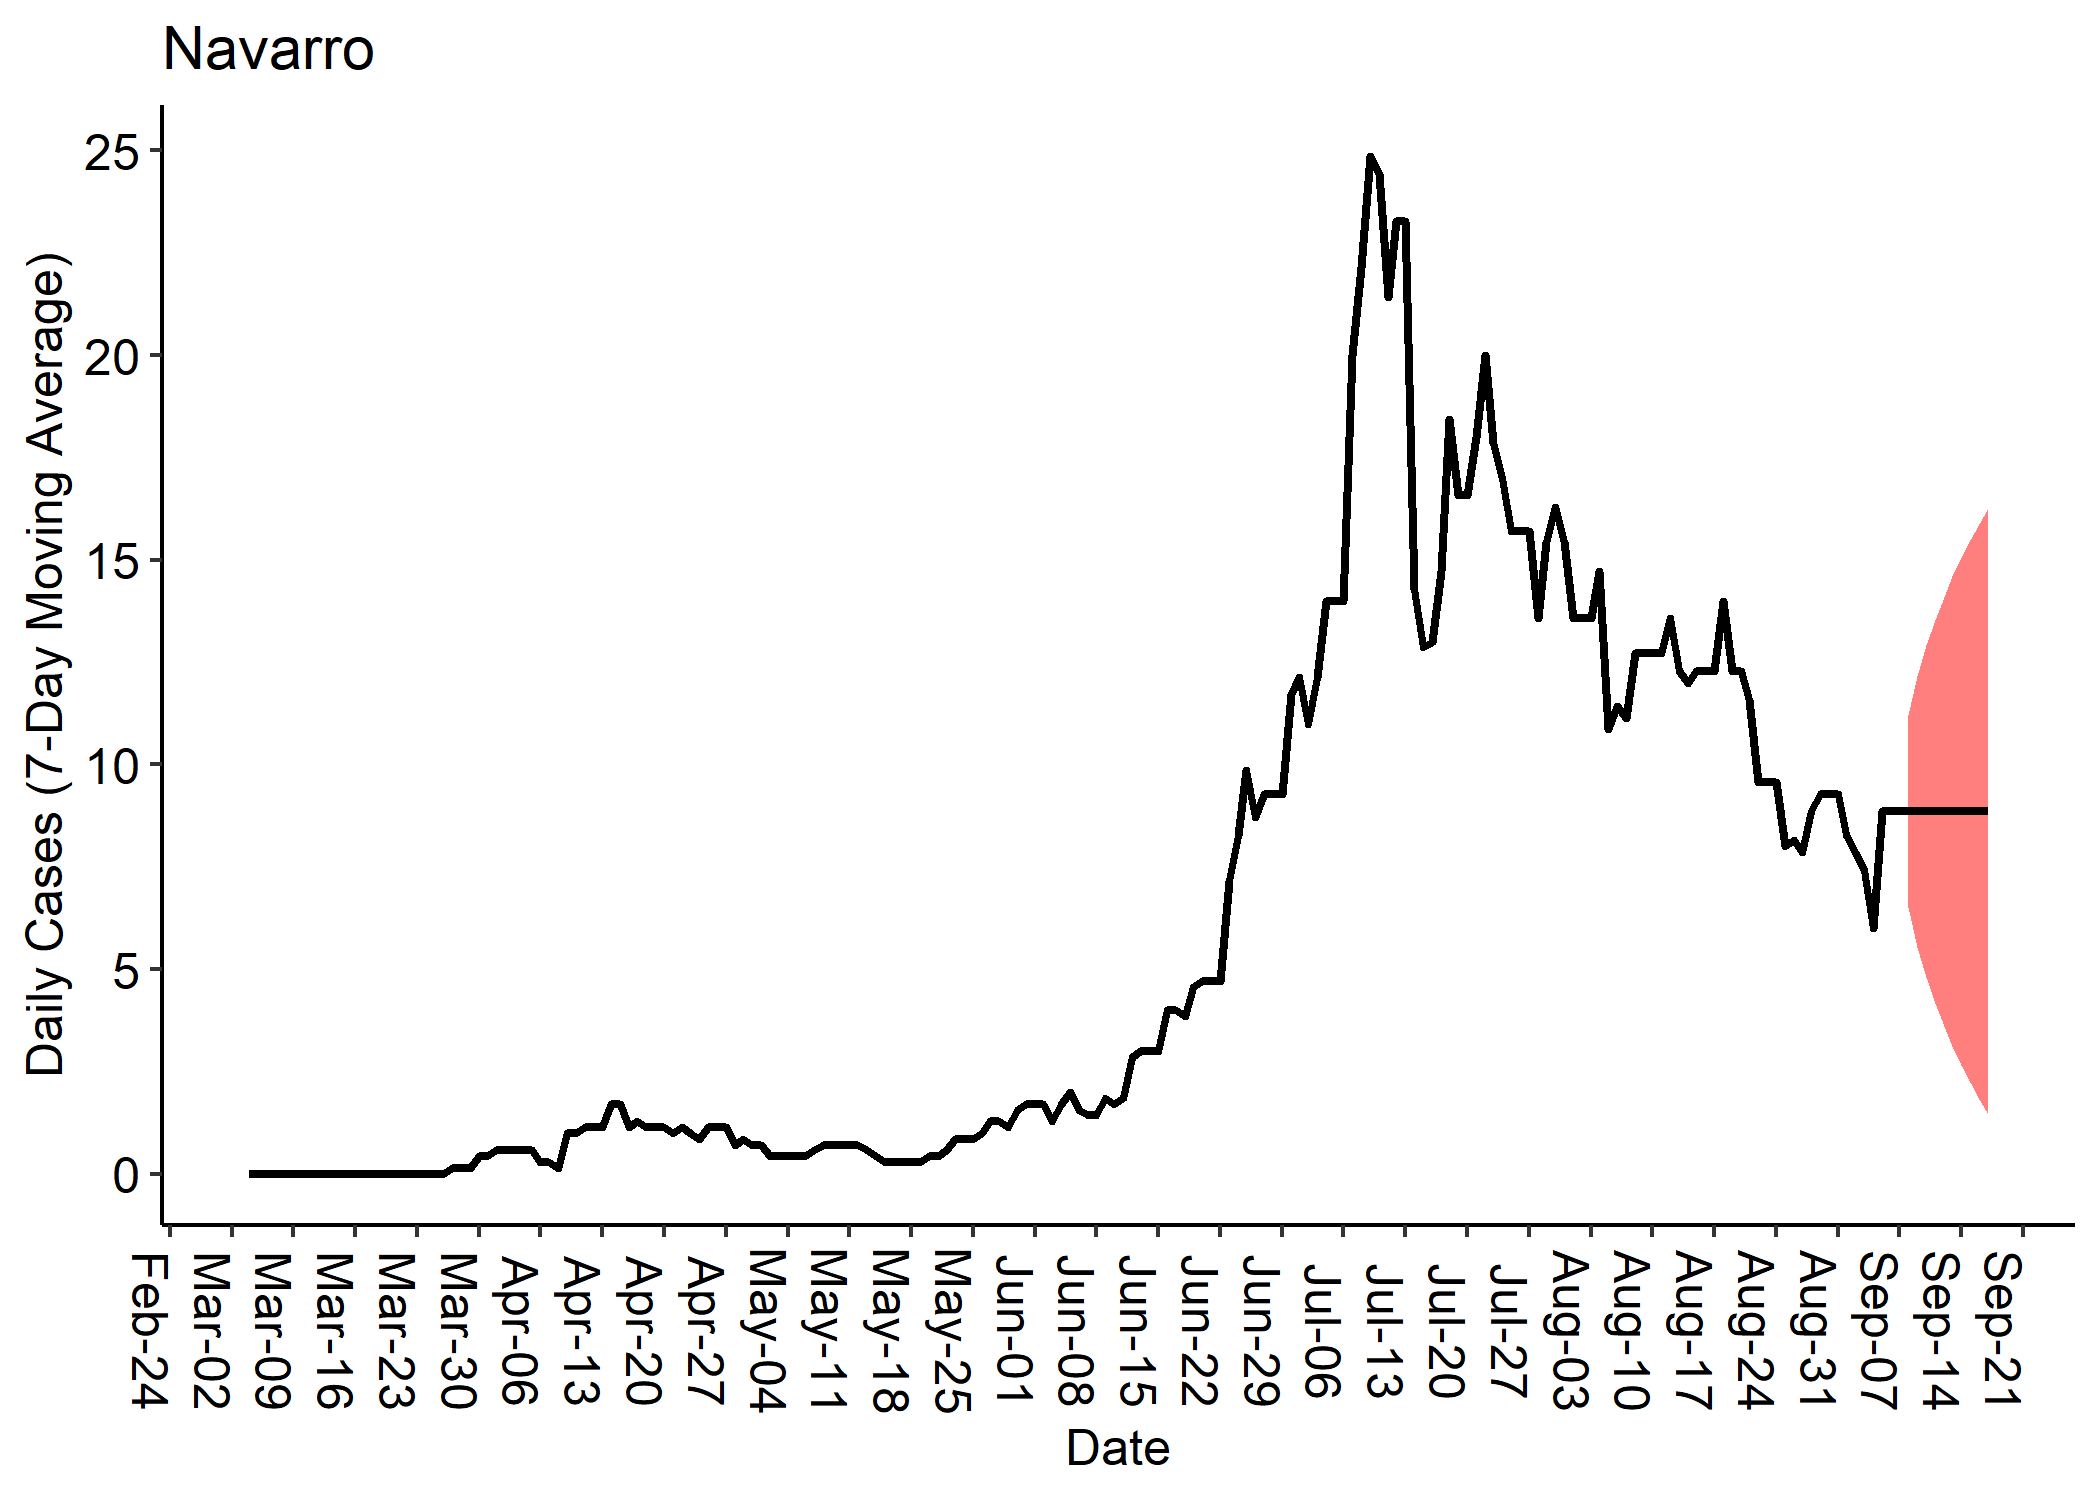 Navarro
Daily Cases (7-Day Moving Average)
25
20
15
10
5
0
Feb-24
Mar-02
Mar-09
Mar-16
Mar-23
Mar-30
Apr-06
Apr-13
Apr-20
Apr-27
May-04
May-11
May-18
May-25
Jun-01
Jun-08
Jun-15
Jun-22
Jun-29
Jul-06
Jul-13
Jul-20
Jul-27
Aug-03
Aug-10
Aug-17
Aug-24
Aug-31
Sep-07
Sep-14
Sep-21
Date